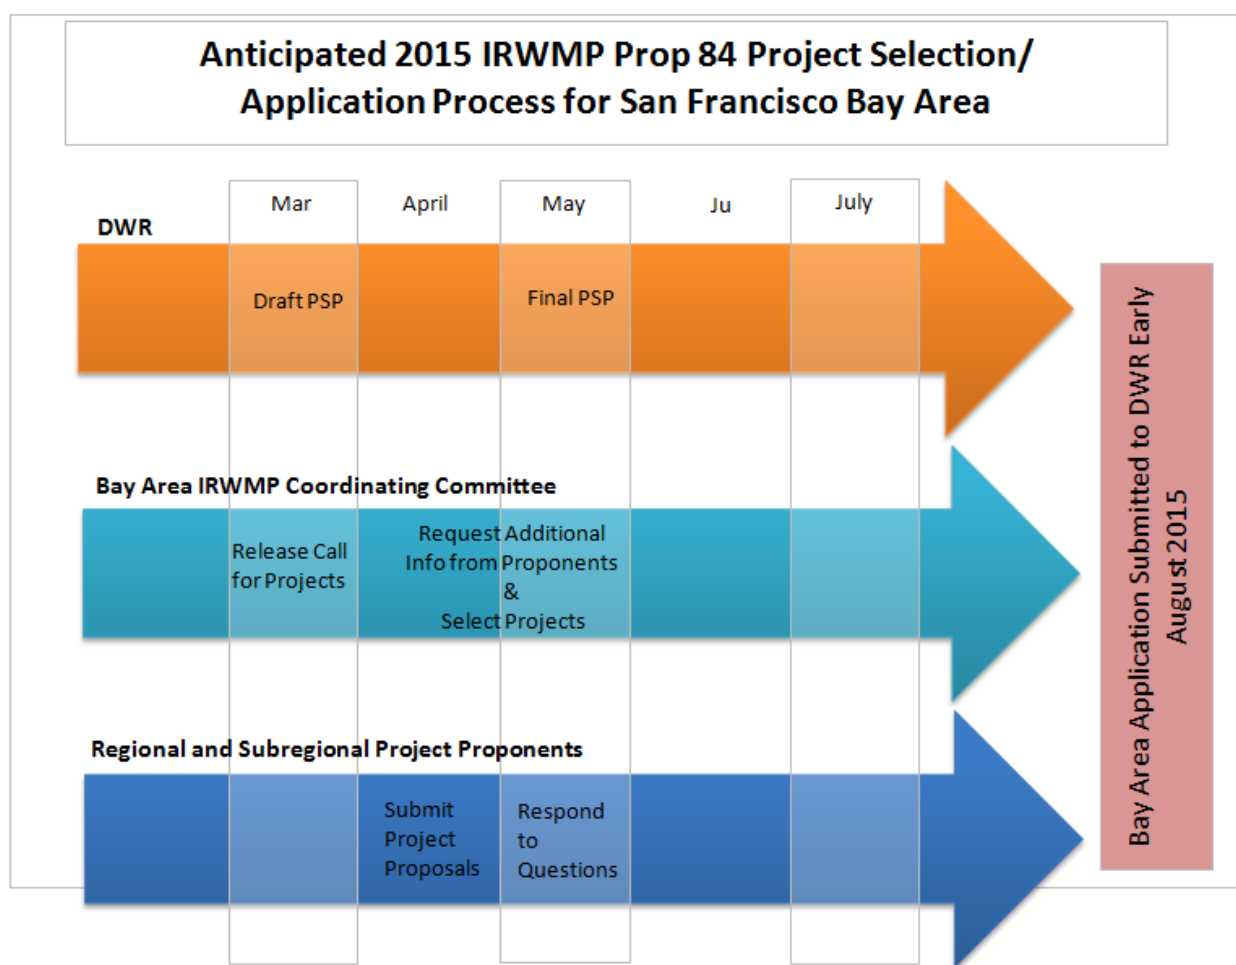 Anticipated 2015 IRWMP Prop 84 Project Selection/
Application Process for San Francisco Bay Area
Mar
April
May
Ju
July
DWR
Draft PSP
Final PSP
Bay Area IRWMP Coordinating Committee
Release Call
for Projects
Request Additional
Info from Proponents
&
Select Projects
Regional and Subregional Project Proponents
Submit
Project
Proposals
Respond
to
Questions
Bay Area Application Submitted to DWR Early
August 2015